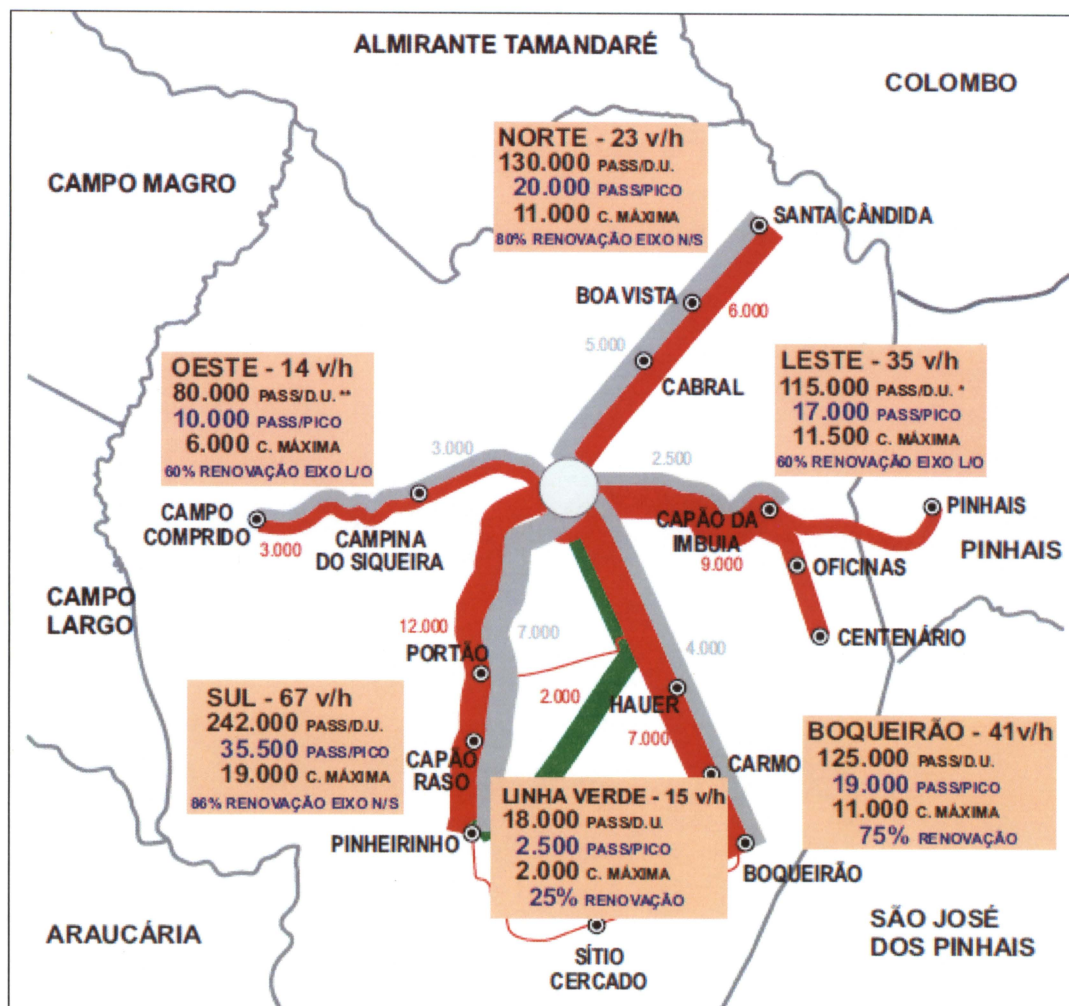 ALMIRANTE TAMANDARÉ
COLOMBO
CAMPO MAGRO
NORTE - 23 v/h
130.000 PASS/D.U.
20.000 PASS/PICO
11.000 C. MÁXIMA
80% RENOVAÇÃO EIXO N/S
SANTA CÂNDIDA
BOA VISTA
6.000
5.000
CABRAL
OESTE - 14 v/h
80.000 PASS/D.U. **
10.000 PASS/PICO
6.000 C. MÁXIMA
60% RENOVAÇÃO EIXO L/O
LESTE - 35 v/h
115.000 PASS/D.U. *
17.000 PASS/PICO
11.500 C. MÁXIMA
60% RENOVAÇÃO EIXO L/O
3.000
2.500
CAMPO
COMPRIDO
3.000
CAMPINA
DO SIQUEIRA
CAPÃO DA
IMBUIA
9.000
PINHAIS
PINHAIS
OFICINAS
CENTENÁRIO
CAMPO
LARGO
12.000
7.000
PORTÃO
4.000
2.000
HAUER
7.000
SUL - 67 v/h
242.000 PASS/D.U.
35.500 PASS/PICO
19.000 C. MÁXIMA
86% RENOVAÇÃO EIXO N/S
CAPÃO
RASO
CARMO
BOQUEIRÃO - 41v/h
125.000 PASS/D.U.
19.000 PASS/PICO
11.000 C. MÁXIMA
75% RENOVAÇÃO
PINHEIRINHO
LINHA VERDE - 15 v/h
18.000 PASS/D.U.
2.500 PASS/PICO
2.000 C. MÁXIMA
25% RENOVAÇÃO
BOQUEIRÃO
ARAUCÁRIA
SÍTIO
CERCADO
SÃO JOSÉ
DOS PINHAIS